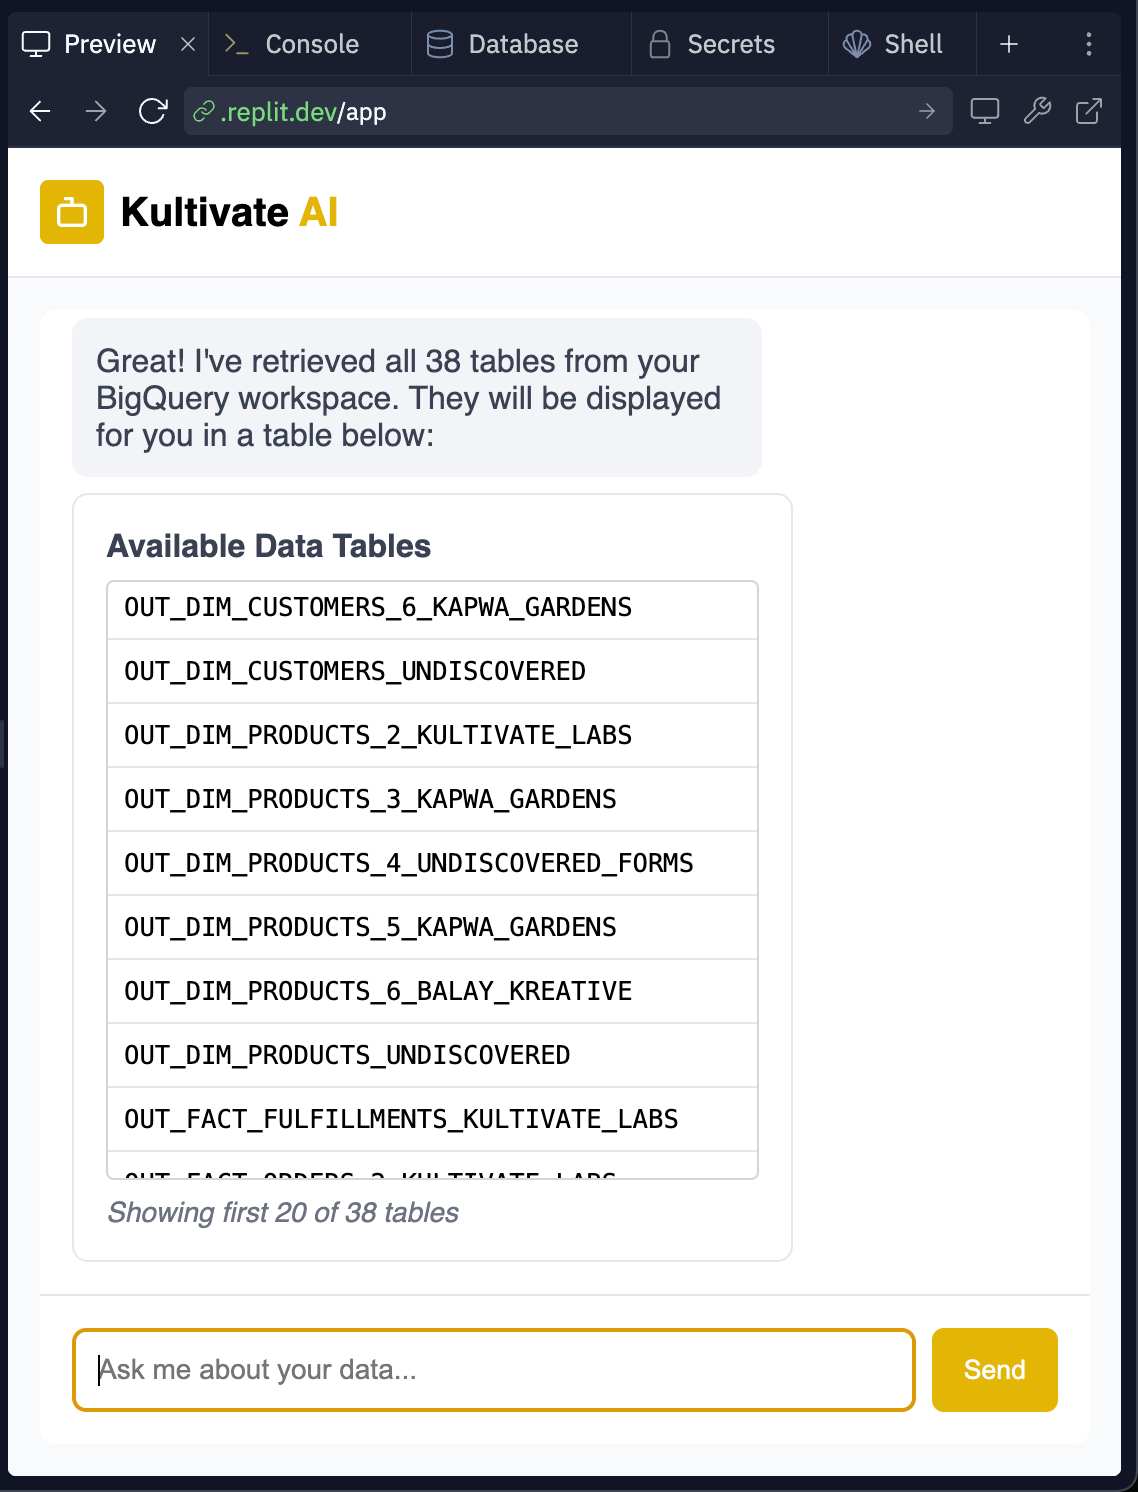 Preview
Console
Database
Secrets
Shell
.replit.dev/app
Kultivate AI
Great! I've retrieved all 38 tables from your
BigQuery workspace. They will be displayed
for you in a table below:
Available Data Tables
OUT_DIM_CUSTOMERS_6_KAPWA_GARDENS
OUT_DIM_CUSTOMERS_UNDISCOVERED
OUT_DIM_PRODUCTS_2_KULTIVATE_LABS
OUT_DIM_PRODUCTS_3_KAPWA_GARDENS
OUT_DIM_PRODUCTS_4_UNDISCOVERED_FORMS
OUT_DIM_PRODUCTS_5_KAPWA_GARDENS
OUT_DIM_PRODUCTS_6_BALAY_KREATIVE
OUT_DIM_PRODUCTS_UNDISCOVERED
OUT_FACT_FULFILLMENTS_KULTIVATE_LABS
Showing first 20 of 38 tables
Ask me about your data...
Send